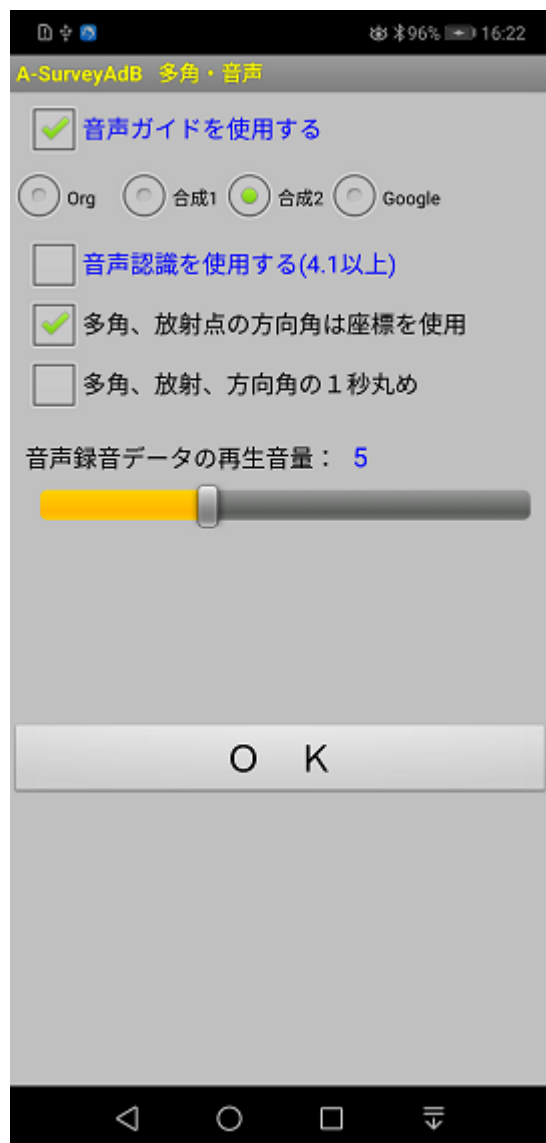 96% 16:22
A-SurveyAdB 多角・音声
音声ガイドを使用する
Org 合成1 合成2 Google
音声認識を使用する(4.1以上)
多角、放射点の方向角は座標を使用
多角、放射、方向角の１秒丸め
音声録音データの再生音量： 5
Ｏ Ｋ